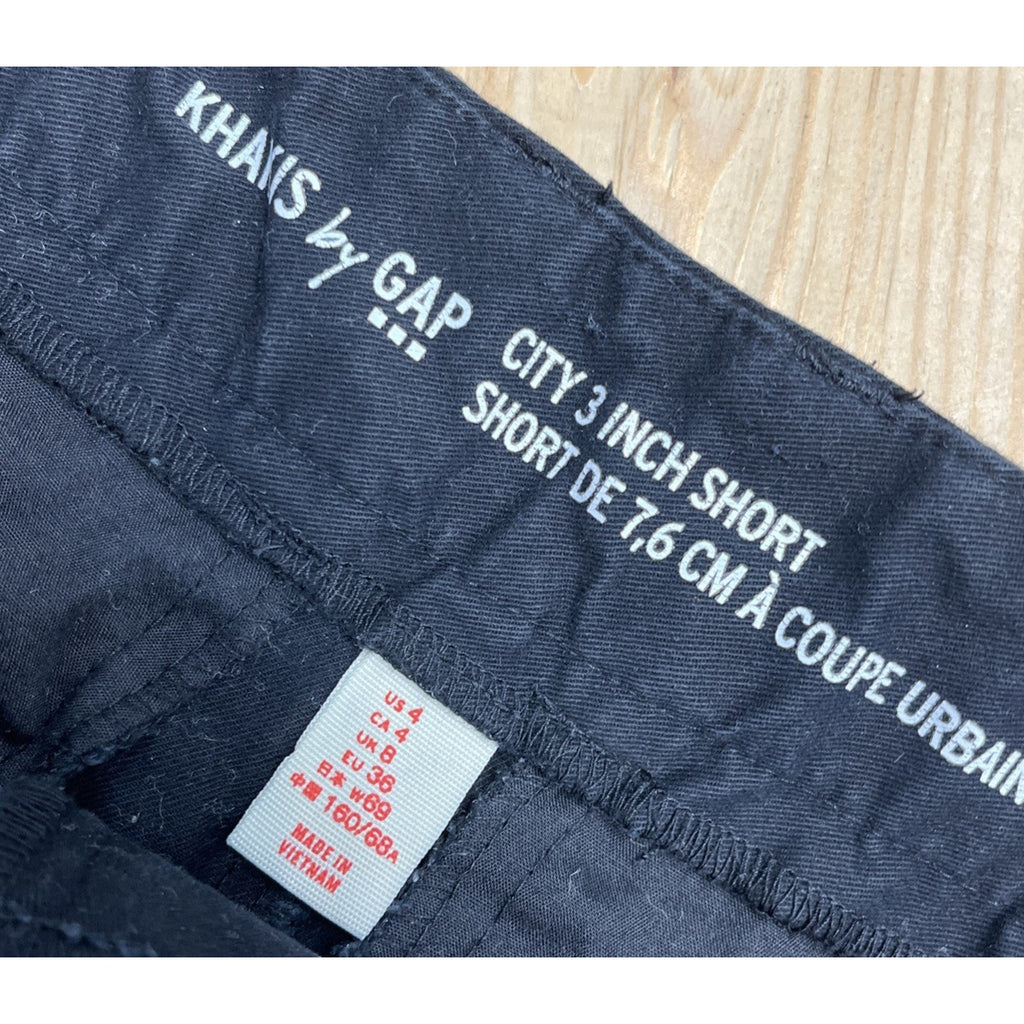 KHAKIS by GAP
CITY 3 INCH SHORT
SHORT DE 7,6 CM À COUPE URBAIN
US 4
CA 4
UK 8
EU 36
日本 W69
中國 160/68A
MADE IN
VIETNAM